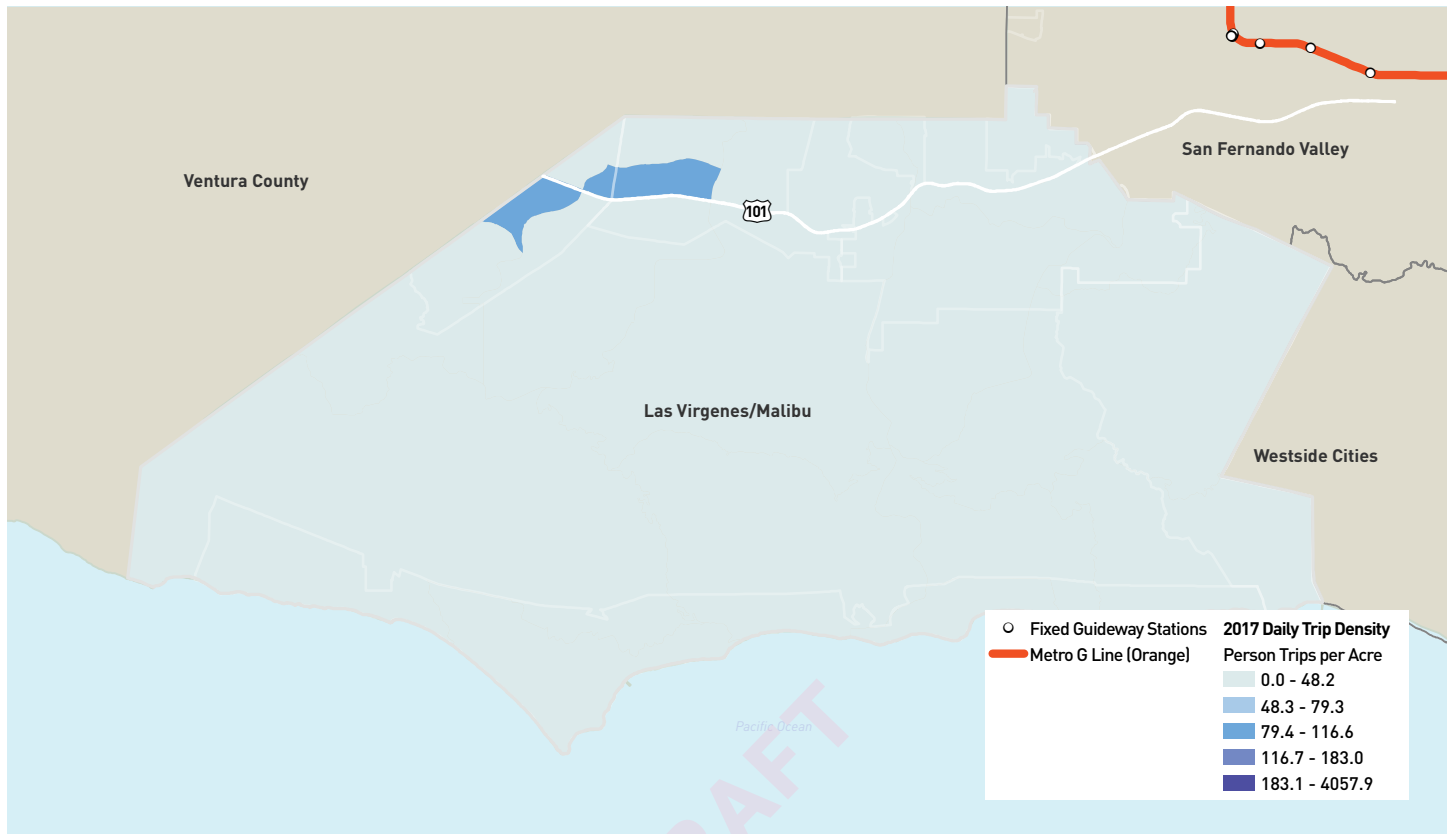 Ventura County
San Fernando Valley
101
Las Virgenes/Malibu
Westside Cities
Pacific Ocean
Fixed Guideway Stations
Metro G Line (Orange)
2017 Daily Trip Density
Person Trips per Acre
0.0 - 48.2
48.3 - 79.3
79.4 - 116.6
116.7 - 183.0
183.1 - 4057.9
RAFT